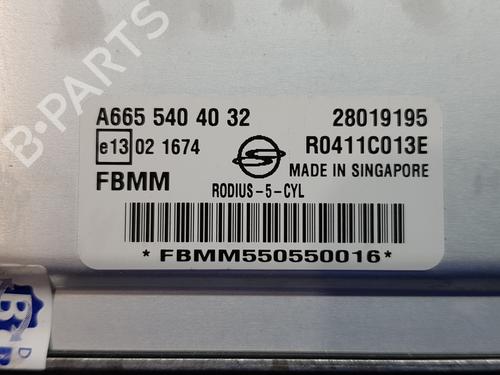 B-PARTS
A665 540 40 32 28019195
e13 02 1674 R0411C013E
MADE IN SINGAPORE
FBMM RODIUS-5-CYL
*FBMM550550016*